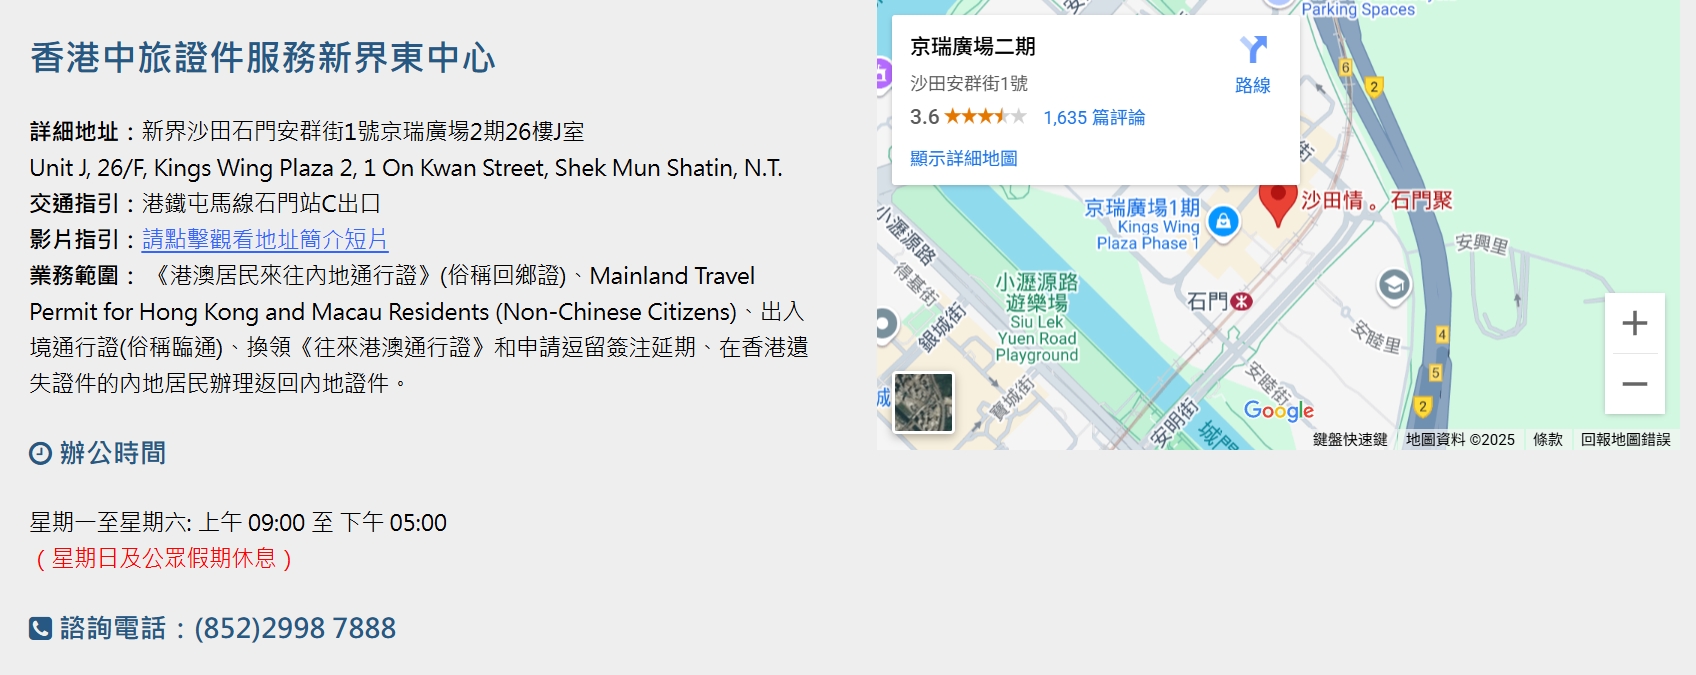 香港中旅證件服務新界東中心
詳細地址：新界沙田石門安群街1號京瑞廣場2期26樓J室
Unit J, 26/F, Kings Wing Plaza 2, 1 On Kwan Street, Shek Mun Shatin, N.T.
交通指引：港鐵屯馬線石門站C出口
影片指引：請點擊觀看地址簡介短片
業務範圍：《港澳居民來往內地通行證》(俗稱回鄉證)、Mainland Travel
Permit for Hong Kong and Macau Residents (Non-Chinese Citizens)、出入
境通行證(俗稱臨通)、換領《往來港澳通行證》和申請逗留簽注延期、在香港遺
失證件的內地居民辦理返回內地證件。
辦公時間
星期一至星期六: 上午 09:00 至 下午 05:00
（星期日及公眾假期休息）
諮詢電話：(852)2998 7888
Parking Spaces
京瑞廣場二期
沙田安群街1號
3.6
1,635 篇評論
顯示詳細地圖
路線
6
2
街
沙田情。石門聚
京瑞廣場1期
Kings Wing
Plaza Phase 1
小瀝源路
得基街
銀城街
小瀝源路
遊樂場
Siu Lek
Yuen Road
Playground
石門
安興里
安睦里
安睦街
4
5
2
寶城街
安明街
城門
城
Google
鍵盤快速鍵
地圖資料 ©2025
條款
回報地圖錯誤
+
−